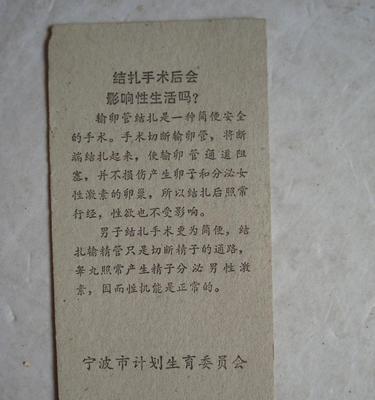 结扎手术后会
影响性生活吗？
输卵管结扎是一种简便安全
的手术。手术切断输卵管，将断
端结扎起来，使输卵管通道阻
塞，并不损伤产生卵子和分泌女
性激素的卵巢，所以结扎后照常
行经，性欲也不受影响。
男子结扎手术更为简便，结
扎输精管只是切断精子的通路，
睾丸照常产生精子分泌男性激
素，因而性机能是正常的。
宁波市计划生育委员会